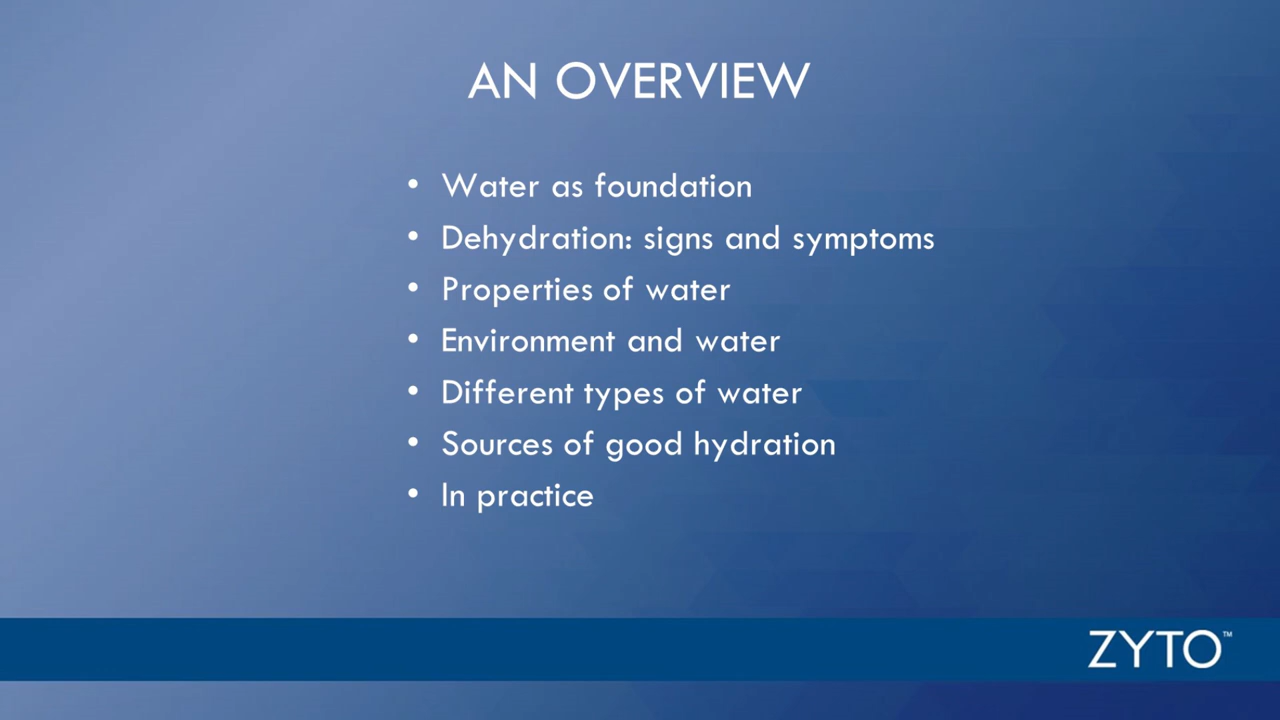 AN OVERVIEW
• Water as foundation
• Dehydration: signs and symptoms
• Properties of water
• Environment and water
• Different types of water
• Sources of good hydration
• In practice
ZYTO™